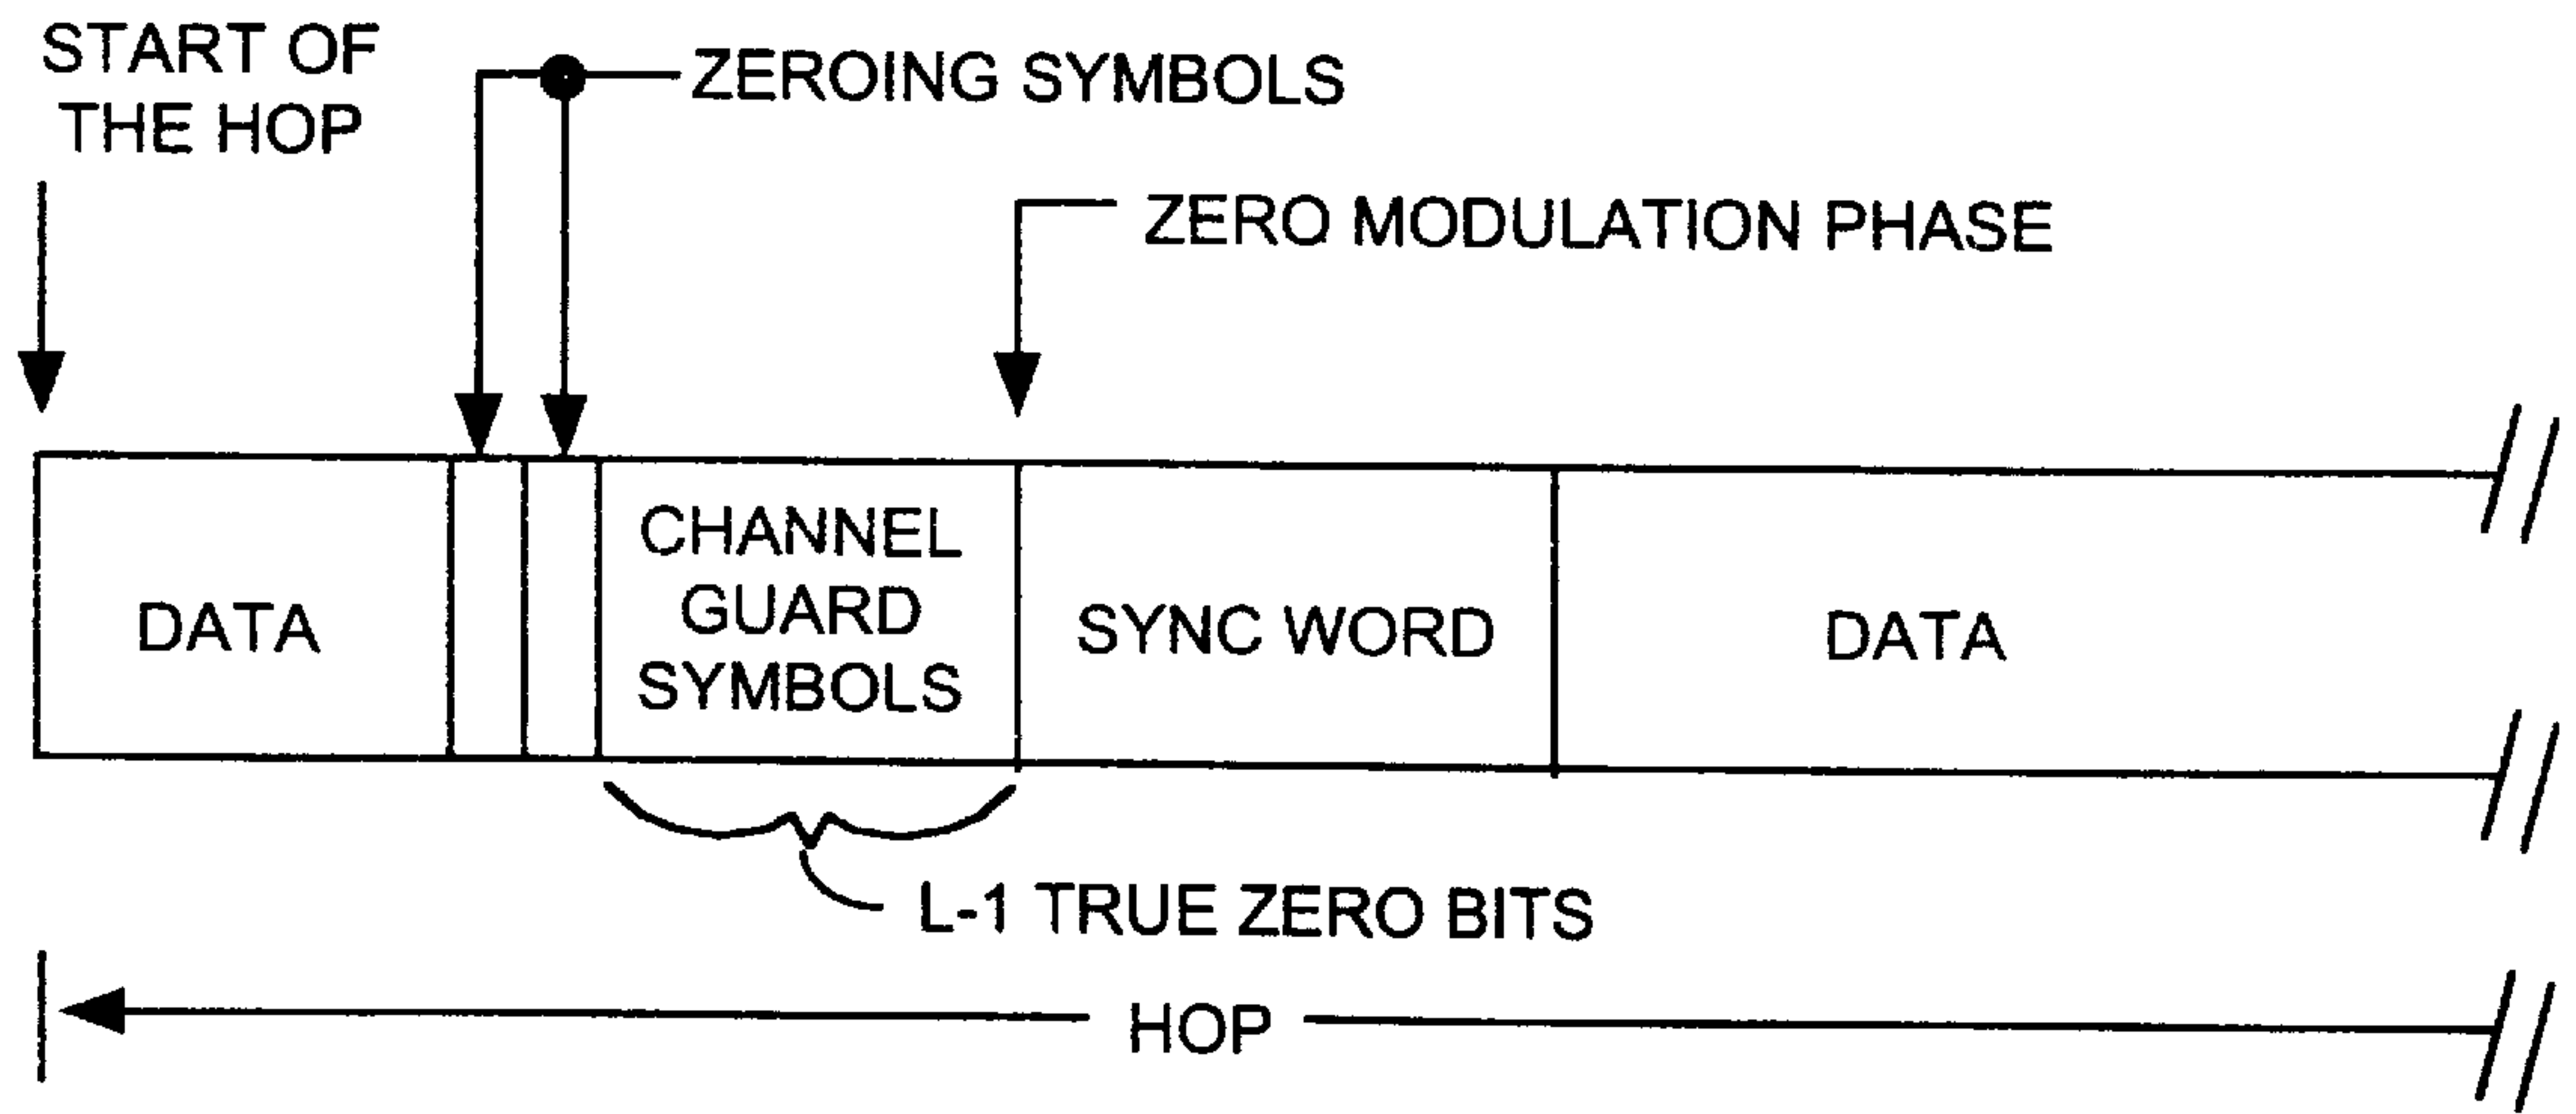 START OF
THE HOP
ZEROING SYMBOLS
ZERO MODULATION PHASE
DATA
CHANNEL
GUARD
SYMBOLS
SYNC WORD
DATA
L-1 TRUE ZERO BITS
HOP